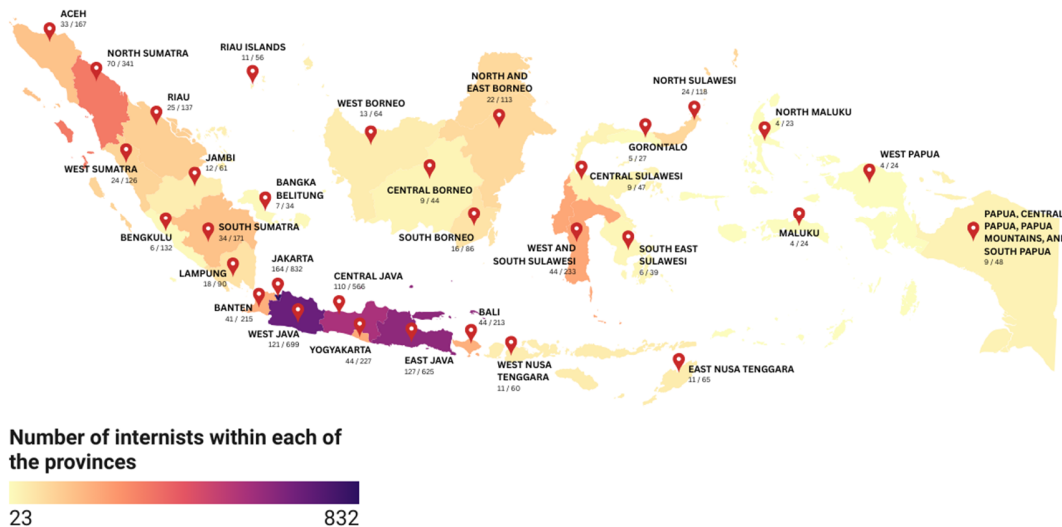 ACEH
33 / 167
NORTH SUMATRA
70 / 341
RIAU ISLANDS
11 / 56
RIAU
25 / 137
WEST SUMATRA
24 / 126
JAMBI
12 / 61
BANGKA
BELITUNG
7 / 34
BENGKULU
6 / 132
SOUTH SUMATRA
34 / 171
LAMPUNG
18 / 90
JAKARTA
164 / 832
BANTEN
41 / 215
WEST JAVA
121 / 699
CENTRAL JAVA
110 / 566
YOGYAKARTA
44 / 227
EAST JAVA
127 / 625
BALI
44 / 213
WEST NUSA
TENGGARA
11 / 60
EAST NUSA TENGGARA
11 / 65
WEST BORNEO
13 / 64
NORTH AND
EAST BORNEO
22 / 113
CENTRAL BORNEO
9 / 44
SOUTH BORNEO
16 / 86
NORTH SULAWESI
24 / 118
GORONTALO
5 / 27
CENTRAL SULAWESI
9 / 47
WEST AND
SOUTH SULAWESI
44 / 233
SOUTH EAST
SULAWESI
6 / 39
NORTH MALUKU
4 / 23
MALUKU
4 / 24
WEST PAPUA
4 / 24
PAPUA, CENTRAL
PAPUA, PAPUA
MOUNTAINS, AN
SOUTH PAPUA
9 / 48
Number of internists within each of
the provinces
23
832